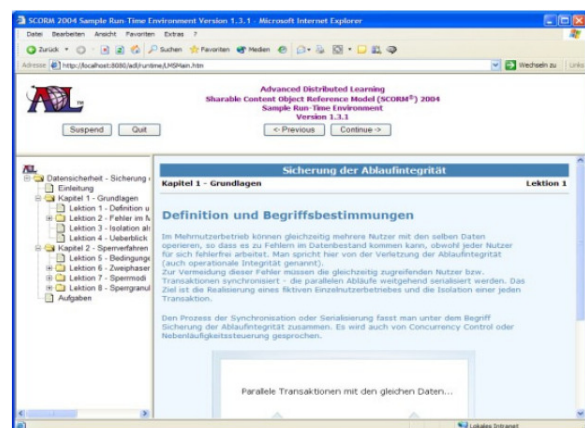 SCORM 2004 Sample Run-Time Environment Version 1.3.1 - Microsoft Internet Explorer
Datei Bearbeiten Ansicht Favoriten Extras ?
Zurück Suchen Favoriten Medien
Adresse http://localhost:8080/adl/runtime/LMSMain.htm Wechseln zu Links
Advanced Distributed Learning
Sharable Content Object Reference Model (SCORM®) 2004
Sample Run-Time Environment
Version 1.3.1
Suspend Quit <- Previous Continue ->
Datensicherheit - Sicherung
Einleitung
Kapitel 1 - Grundlagen
Lektion 1 - Definition u
Lektion 2 - Fehler im M
Lektion 3 - Isolation als
Lektion 4 - Ueberblick
Kapitel 2 - Sperrverfahren
Lektion 5 - Bedingung
Lektion 6 - Zweiphase
Lektion 7 - Sperrmodi
Lektion 8 - Sperrgranul
Aufgaben
Sicherung der Ablaufintegrität
Kapitel 1 - Grundlagen Lektion 1
Definition und Begriffsbestimmungen
Im Mehrnutzerbetrieb können gleichzeitig mehrere Nutzer mit den selben Daten
operieren, so dass es zu Fehlern im Datenbestand kommen kann, obwohl jeder Nutzer
für sich fehlerfrei arbeitet. Man spricht hier von der Verletzung der Ablaufintegrität
(auch operationale Integrität genannt).
Zur Vermeidung dieser Fehler müssen die gleichzeitig zugreifenden Nutzer bzw.
Transaktionen synchronisiert - die parallelen Abläufe weitgehend serialisiert werden. Das
Ziel ist die Realisierung eines fiktiven Einzelnutzerbetriebes und die Isolation einer jeden
Transaktion.
Den Prozess der Synchronisation oder Serialisierung fasst man unter dem Begriff
Sicherung der Ablaufintegrität zusammen. Es wird auch von Concurrency Control oder
Nebenläufigkeitssteuerung gesprochen.
Parallele Transaktionen mit den gleichen Daten...
Lokales Intranet